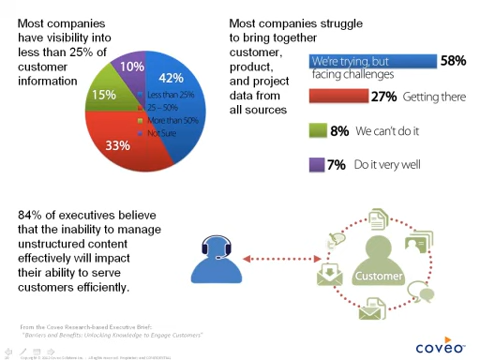 Most companies
have visibility into
less than 25% of
customer
information
10%
42%
15%
33%
Less than 25%
25 – 50%
More than 50%
Not Sure
Most companies struggle
to bring together
customer,
product,
and project
data from
all sources
We're trying, but
facing challenges
58%
27% Getting there
8% We can't do it
7% Do it very well
84% of executives believe
that the inability to manage
unstructured content
effectively will impact
their ability to serve
customers efficiently.
Customer
From the Coveo Research-based Executive Brief:
"Barriers and Benefits: Unlocking Knowledge to Engage Customers"
coveo